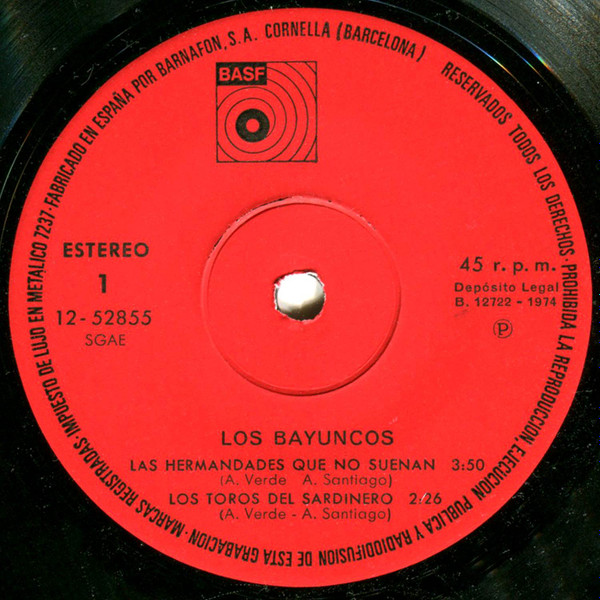 IMPUESTO DE LUJO EN METALICO 7237·FABRICADO EN ESPAÑA POR BARNAFON, S.A. CORNELLA (BARCELONA)
RESERVADOS TODOS LOS DERECHOS·PROHIBIDA LA REPRODUCCION, EJECUCION PUBLICA Y RADIODIFUSION DE ESTA GRABACION·MARCAS REGISTRADAS·
BASF
ESTEREO
1
12-52855
SGAE
45 r. p. m.
Depósito Legal
B. 12722 - 1974
Ⓟ
LOS BAYUNCOS
LAS HERMANDADES QUE NO SUENAN 3:50
(A. Verde A. Santiago)
LOS TOROS DEL SARDINERO 2/26
(A. Verde - A. Santiago)